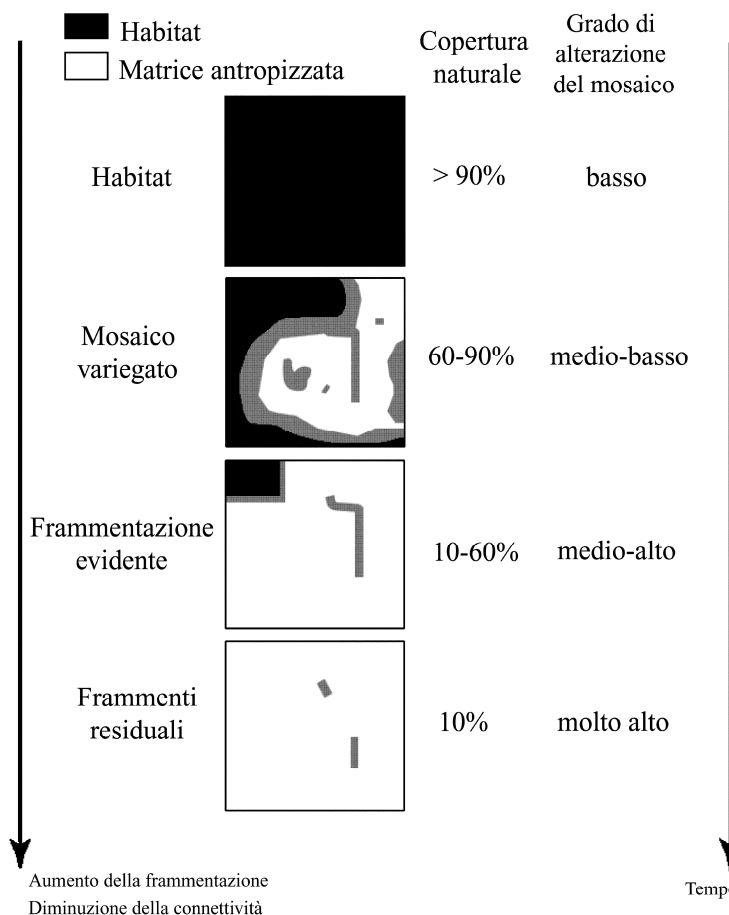 Habitat
Matrice antropizzata
Copertura
naturale
Grado di
alterazione
del mosaico
Habitat
> 90%
basso
Mosaico
variegato
60-90%
medio-basso
Frammentazione
evidente
10-60%
medio-alto
Frammenti
residuali
10%
molto alto
Aumento della frammentazione
Diminuzione della connettività
Tempo